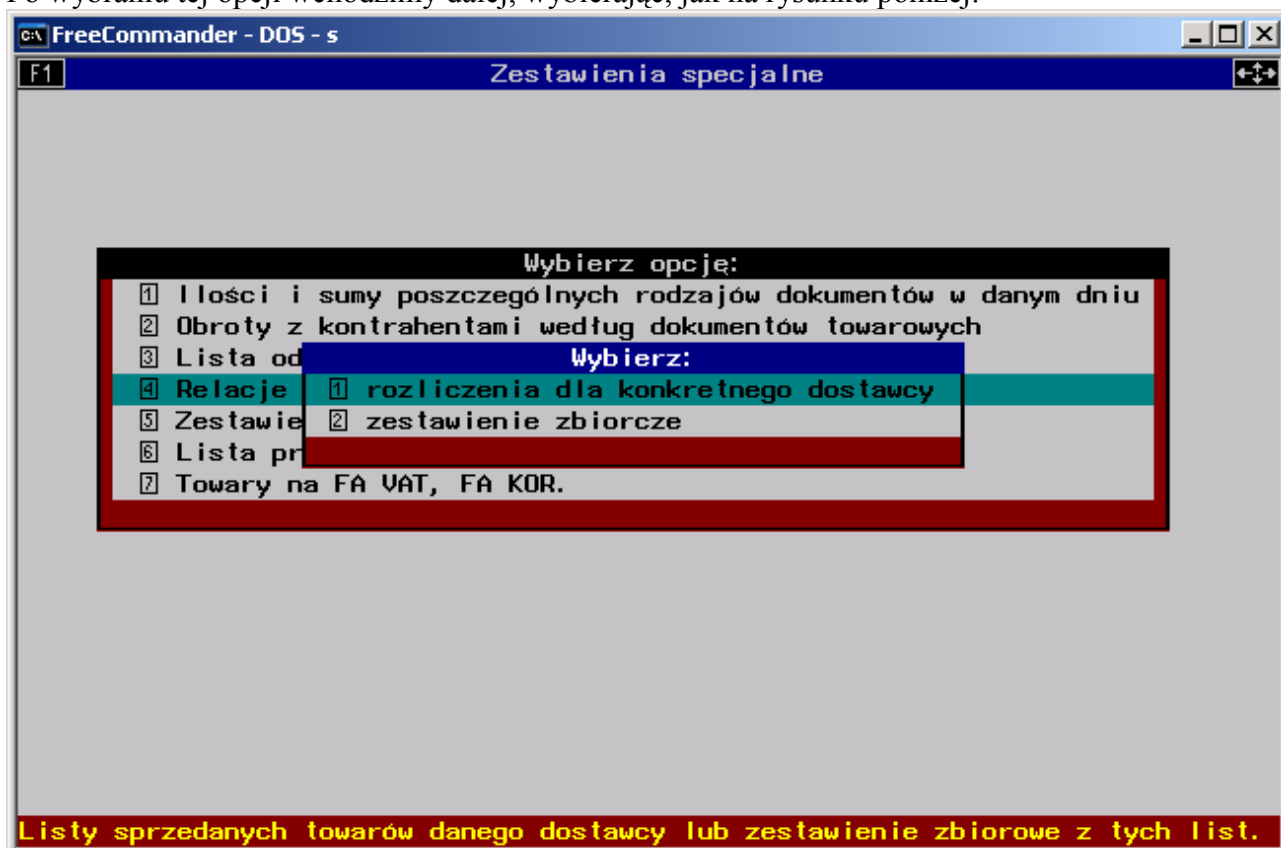 Po wybraniu tej opcji wchodzimy dalej, wybierając, jak na rysunku poniżej:
FreeCommander - DOS - s
F1 Zestawienia specjalne
Wybierz opcję:
1 Ilości i sumy poszczególnych rodzajów dokumentów w danym dniu
2 Obroty z kontrahentami według dokumentów towarowych
3 Lista od
Wybierz:
4 Relacje
1 rozliczenia dla konkretnego dostawcy
5 Zestawie
2 zestawienie zbiorcze
6 Lista pr
7 Towary na FA VAT, FA KOR.
Listy sprzedanych towarów danego dostawcy lub zestawienie zbiorowe z tych list.